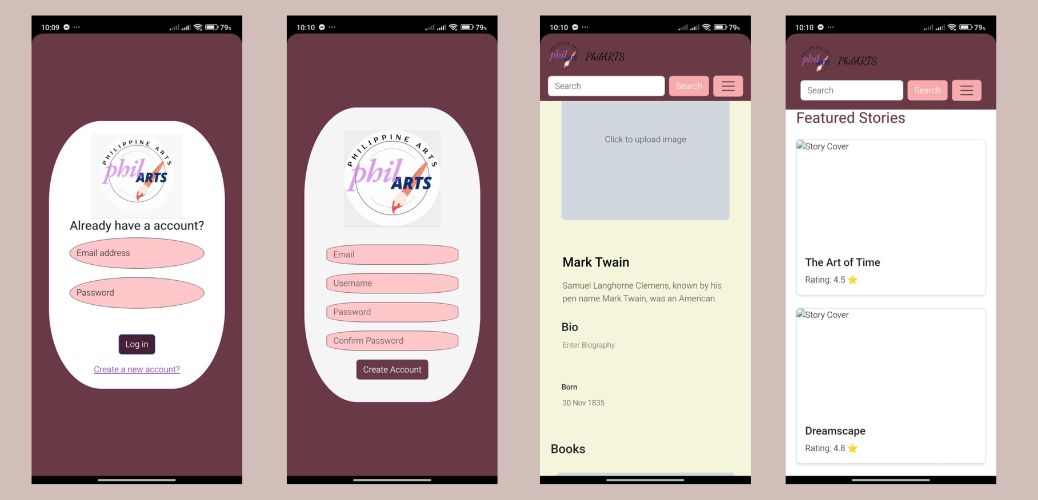 10:09
79%
PHILIPPINE ARTS
phil
ARTS
Already have a account?
Email address
Password
Log in
Create a new account?
10:10
79%
PHILIPPINE ARTS
phil
ARTS
Email
Username
Password
Confirm Password
Create Account
10:10
79%
phil
PhilARTS
Search
Search
Click to upload image
Mark Twain
Samuel Langhorne Clemens, known by his
pen name Mark Twain, was an American
Bio
Enter Biography
Born
30 Nov 1835
Books
10:10
79%
phil
PhilARTS
Search
Search
Featured Stories
Story Cover
The Art of Time
Rating: 4.5 ⭐
Story Cover
Dreamscape
Rating: 4.8 ⭐